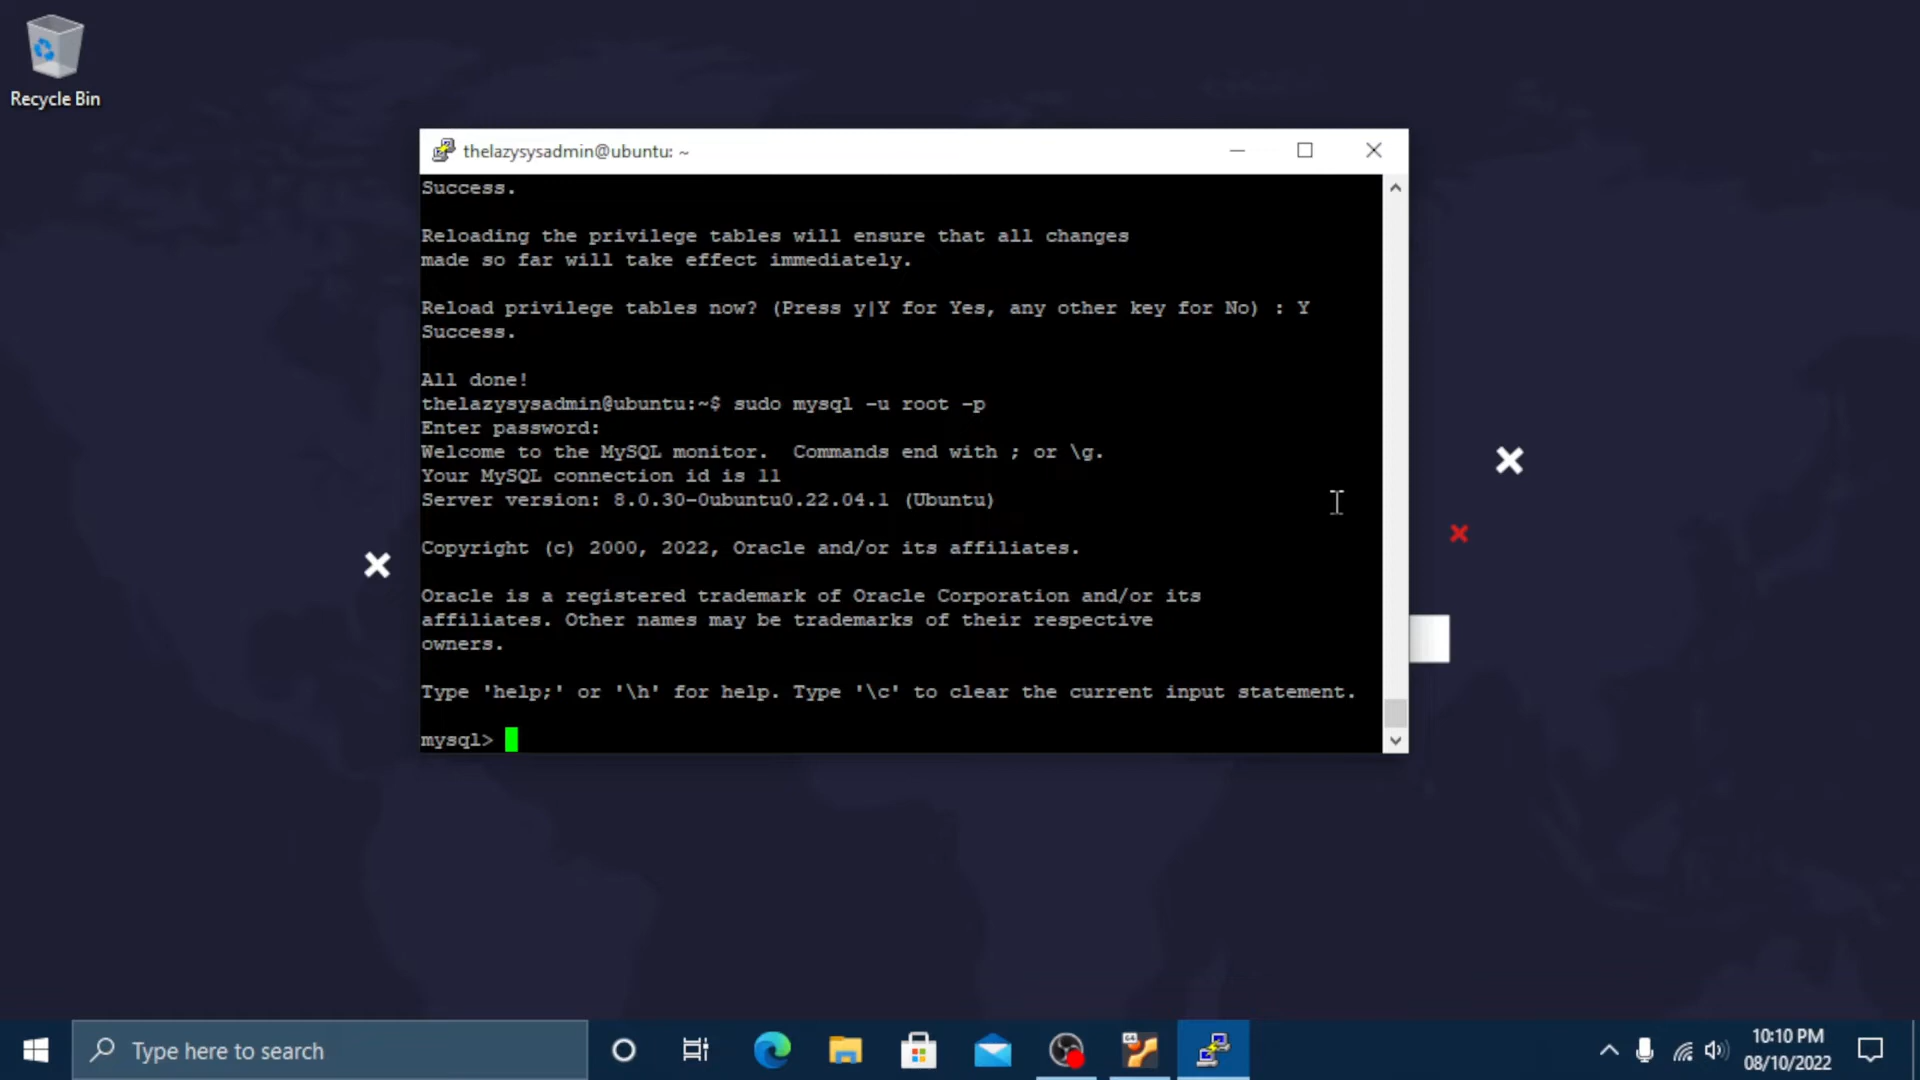 Recycle Bin
thelazysysadmin@ubuntu: ~
Success.
Reloading the privilege tables will ensure that all changes
made so far will take effect immediately.
Reload privilege tables now? (Press y|Y for Yes, any other key for No) : Y
Success.
All done!
thelazysysadmin@ubuntu:~$ sudo mysql -u root -p
Enter password:
Welcome to the MySQL monitor.  Commands end with ; or \g.
Your MySQL connection id is 11
Server version: 8.0.30-0ubuntu0.22.04.1 (Ubuntu)
Copyright (c) 2000, 2022, Oracle and/or its affiliates.
Oracle is a registered trademark of Oracle Corporation and/or its
affiliates. Other names may be trademarks of their respective
owners.
Type 'help;' or '\h' for help. Type '\c' to clear the current input statement.
mysql>
Type here to search
64
10:10 PM
08/10/2022